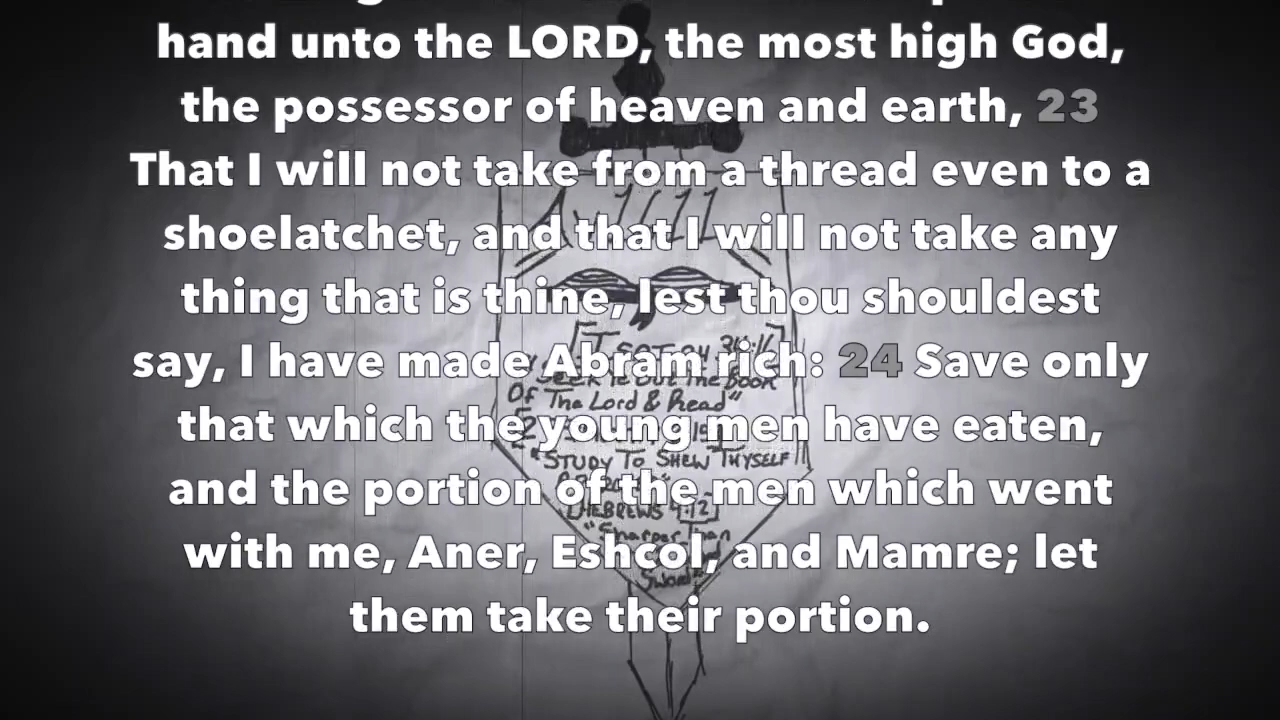 hand unto the LORD, the most high God,
the possessor of heaven and earth, 23
That I will not take from a thread even to a
shoelatchet, and that I will not take any
thing that is thine, lest thou shouldest
say, I have made Abram rich: 24 Save only
that which the young men have eaten,
and the portion of the men which went
with me, Aner, Eshcol, and Mamre; let
them take their portion.
Av1611
Seek Ye Out The Book
Of The Lord & Read"
"STUDY TO SHEW THYSELF
HEBREWS 4:12]
"Sharper Than
Sword"